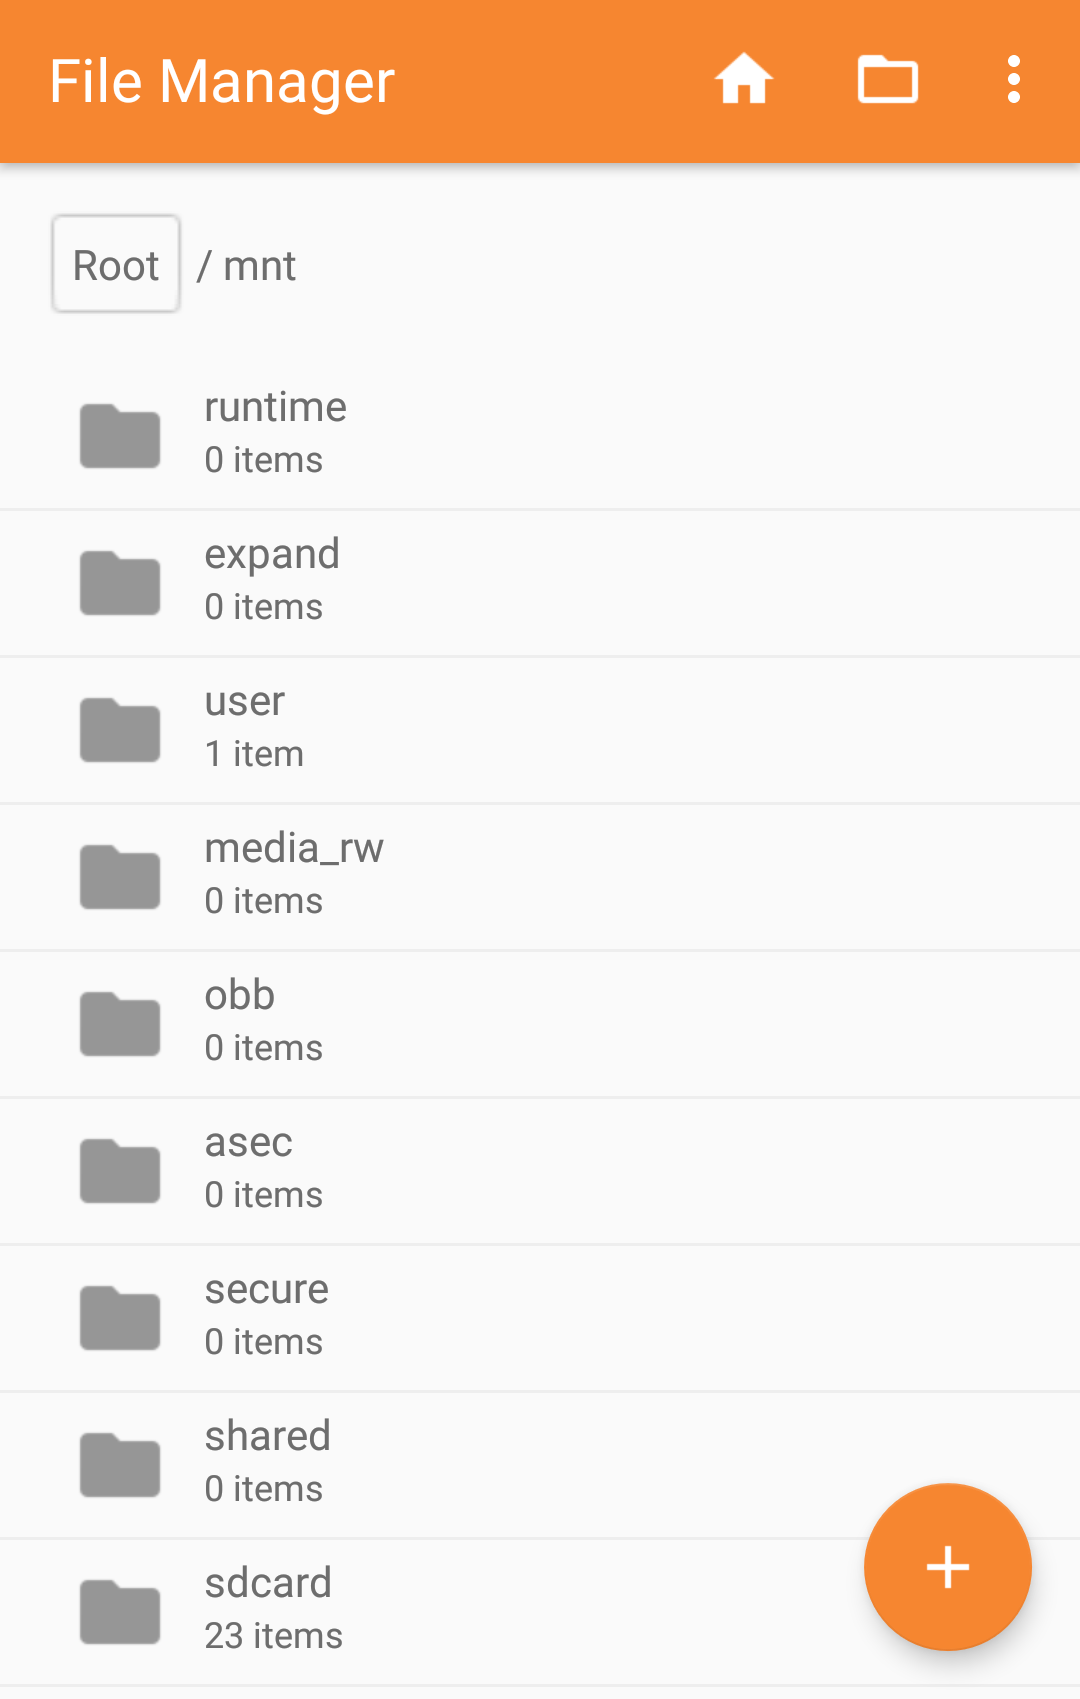 File Manager
Root / mnt
runtime
0 items
expand
0 items
user
1 item
media_rw
0 items
obb
0 items
asec
0 items
secure
0 items
shared
0 items
sdcard
23 items